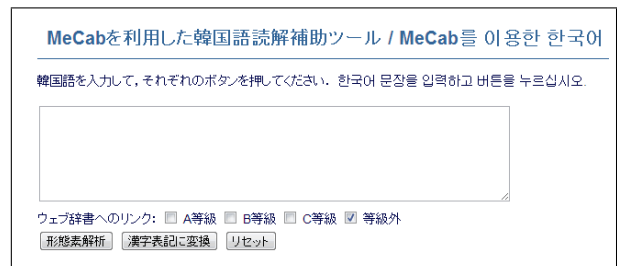 MeCabを利用した韓国語読解補助ツール / MeCab를 이용한 한국어
韓国語を入力して，それぞれのボタンを押してください． 한국어 문장을 입력하고 버튼을 누르십시오.
ウェブ辞書へのリンク: A等級 B等級 C等級 等級外
形態素解析 漢字表記に変換 リセット